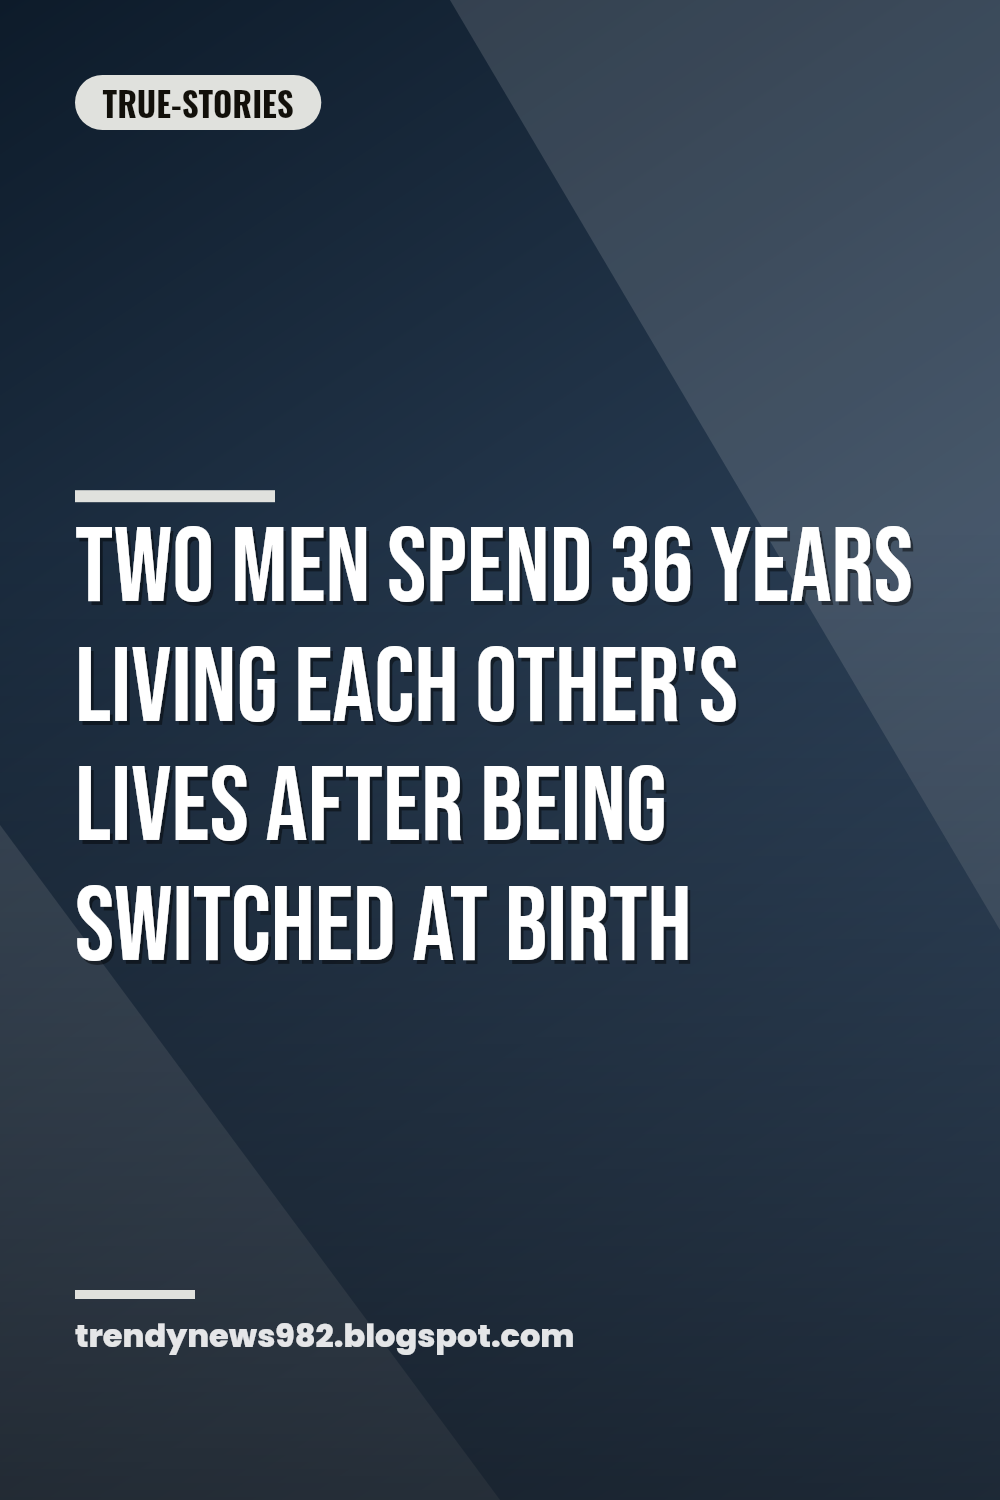 TRUE-STORIES
TWO MEN SPEND 36 YEARS
LIVING EACH OTHER'S
LIVES AFTER BEING
SWITCHED AT BIRTH
trendynews982.blogspot.com